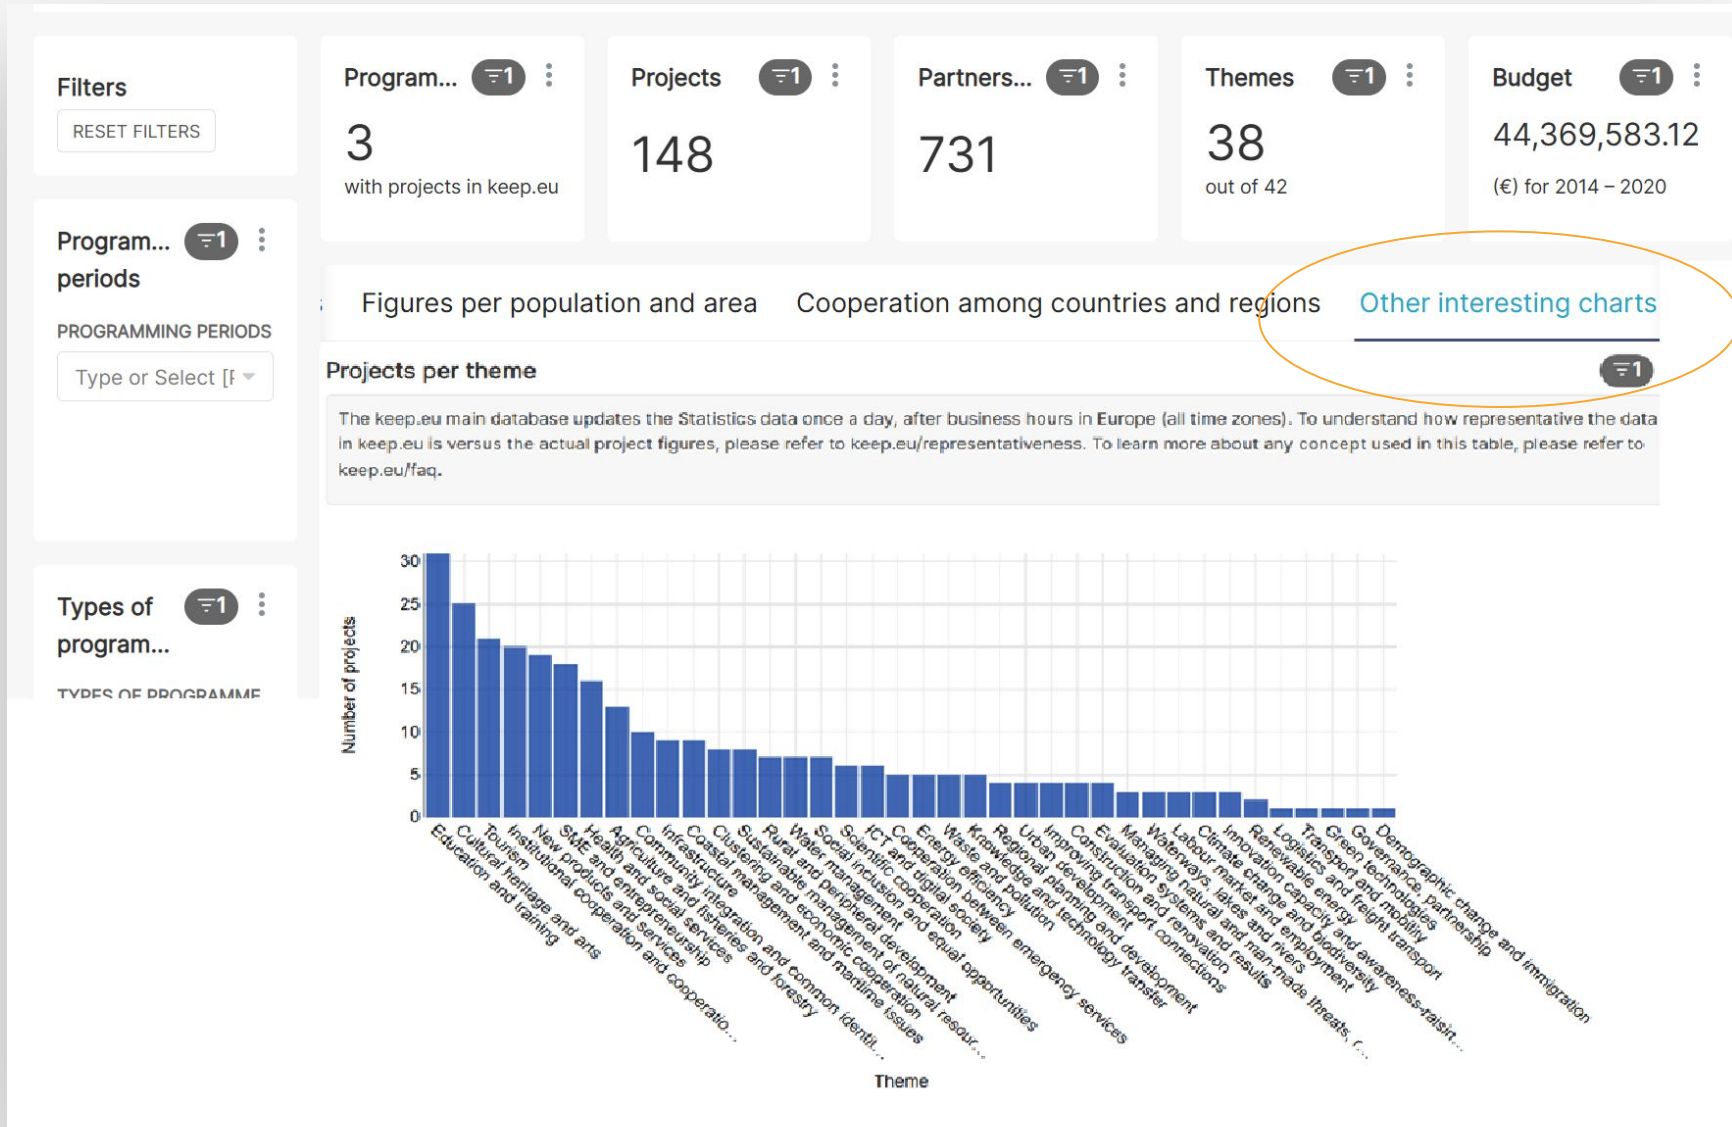 Filters
RESET FILTERS
Program... 1
periods
PROGRAMMING PERIODS
Type or Select [F
Types of 1
program...
TYPES OF PROGRAMME
Program... 1
3
with projects in keep.eu
Projects 1
148
Partners... 1
731
Themes 1
38
out of 42
Budget 1
44,369,583.12
(€) for 2014 – 2020
Figures per population and area
Cooperation among countries and regions
Other interesting charts
Projects per theme 1
The keep.eu main database updates the Statistics data once a day, after business hours in Europe (all time zones). To understand how representative the data
in keep.eu is versus the actual project figures, please refer to keep.eu/representativeness. To learn more about any concept used in this table, please refer to
keep.eu/faq.
Number of projects
30
25
20
15
10
5
0
Education and training
Cultural heritage and arts
Tourism
Institutional cooperation and cooperatio...
New products and services
SME and entrepreneurship
Health and social services
Agriculture and fisheries and forestry
Community integration and common identit...
Infrastructure
Coastal management and maritime issues
Clustering and economic cooperation
Sustainable management of natural resour...
Rural and peripheral development
Water management
Social inclusion and equal opportunities
Scientific cooperation
ICT and digital society
Cooperation between emergency services
Energy efficiency
Waste and pollution
Knowledge and technology transfer
Regional planning and development
Urban development
Improving transport connections
Construction and renovation
Evaluation systems and results
Managing natural and man-made threats, r...
Waterways, lakes and rivers
Labour market and employment
Climate change and biodiversity
Innovation capacity and awareness-raisin...
Renewable energy
Logistics and freight transport
Transport and mobility
Green technologies
Governance, partnership
Demographic change and immigration
Theme